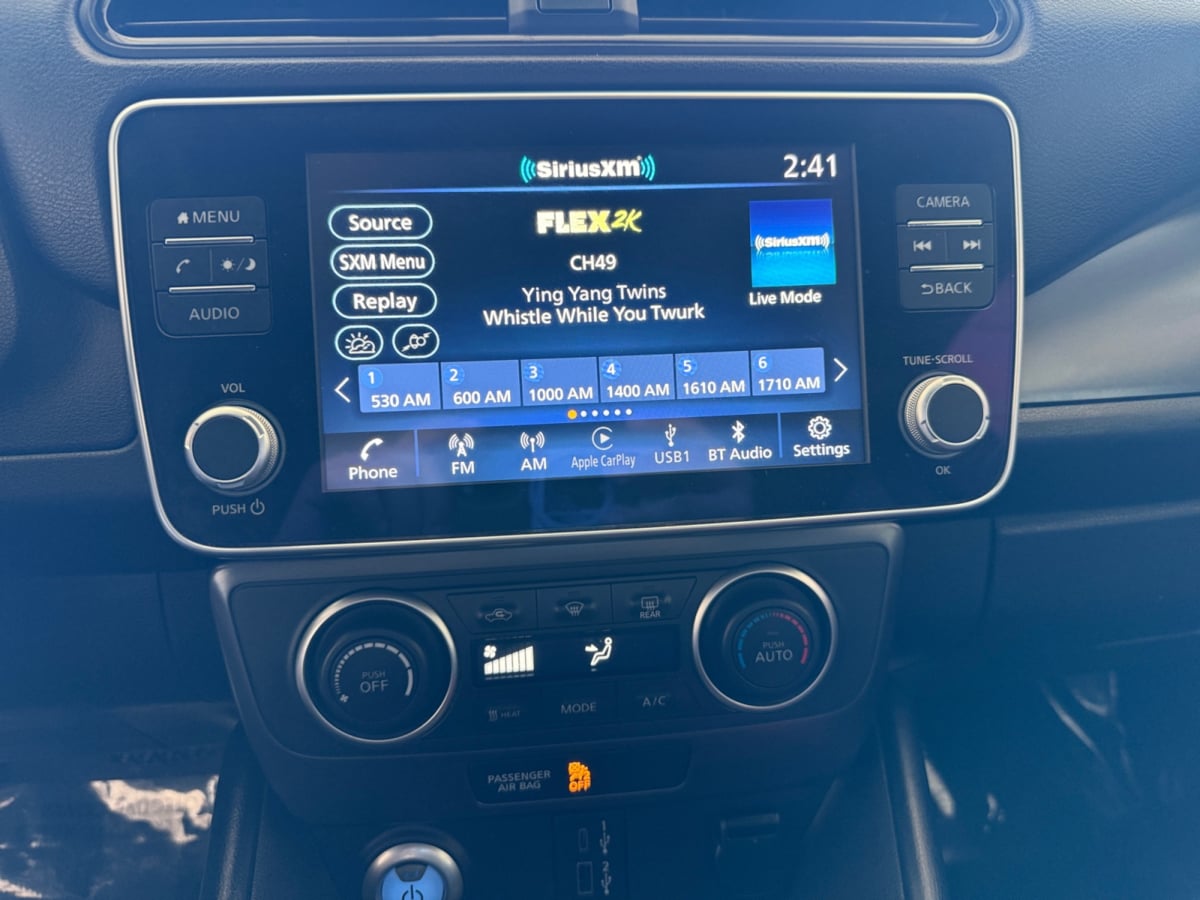 SiriusXM
2:41
MENU
AUDIO
VOL
PUSH
Source
SXM Menu
Replay
FLEX2K
CH49
Ying Yang Twins
Whistle While You Twurk
((SiriusXM))
Live Mode
1
530 AM
2
600 AM
3
1000 AM
4
1400 AM
5
1610 AM
6
1710 AM
Phone
FM
AM
Apple CarPlay
USB1
BT Audio
Settings
CAMERA
BACK
TUNE·SCROLL
OK
PUSH
OFF
REAR
HEAT
MODE
A/C
PUSH
AUTO
PASSENGER
AIR BAG
OFF
1
2